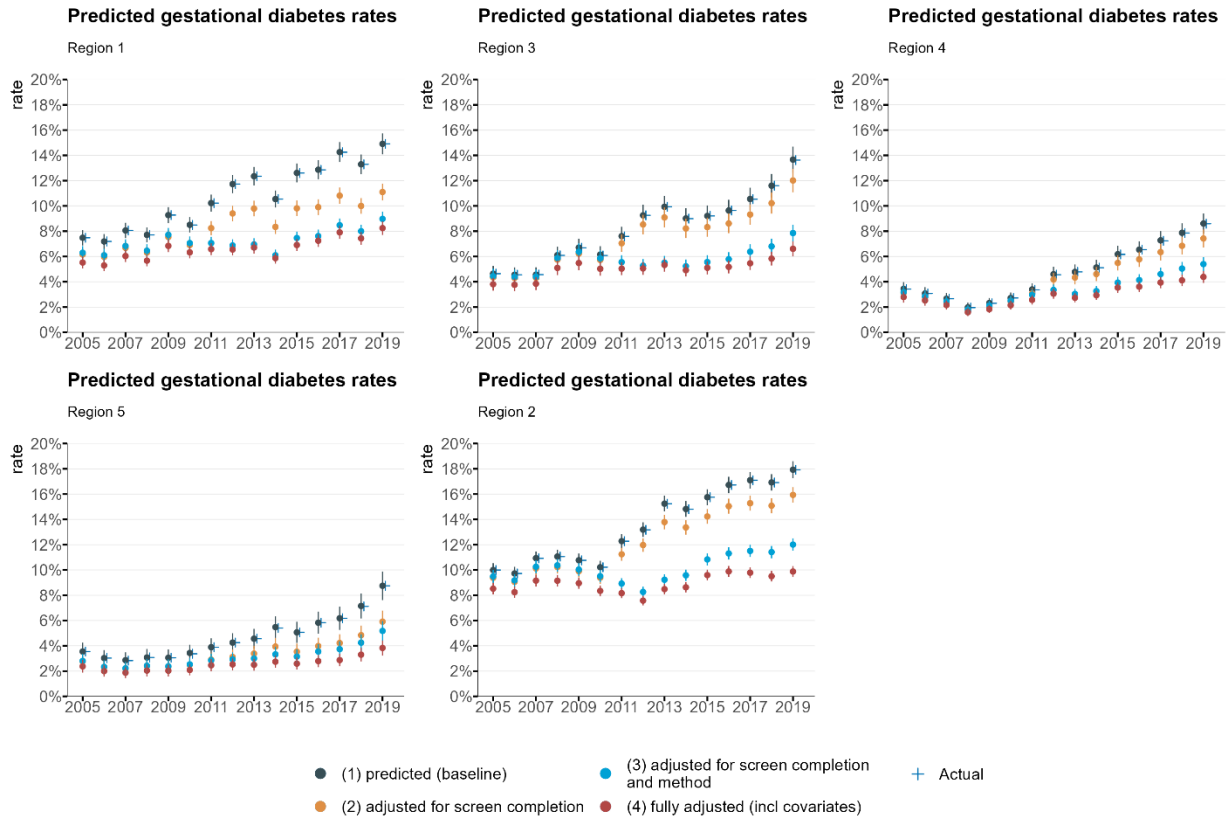 Predicted gestational diabetes rates
Region 1
rate
20%
18%
16%
14%
12%
10%
8%
6%
4%
2%
0%
2005 2007 2009 2011 2013 2015 2017 2019
Predicted gestational diabetes rates
Region 3
rate
20%
18%
16%
14%
12%
10%
8%
6%
4%
2%
0%
2005 2007 2009 2011 2013 2015 2017 2019
Predicted gestational diabetes rates
Region 4
rate
20%
18%
16%
14%
12%
10%
8%
6%
4%
2%
0%
2005 2007 2009 2011 2013 2015 2017 2019
Predicted gestational diabetes rates
Region 5
rate
20%
18%
16%
14%
12%
10%
8%
6%
4%
2%
0%
2005 2007 2009 2011 2013 2015 2017 2019
Predicted gestational diabetes rates
Region 2
rate
20%
18%
16%
14%
12%
10%
8%
6%
4%
2%
0%
2005 2007 2009 2011 2013 2015 2017 2019
(1) predicted (baseline)
(2) adjusted for screen completion
(3) adjusted for screen completion
and method
(4) fully adjusted (incl covariates)
Actual